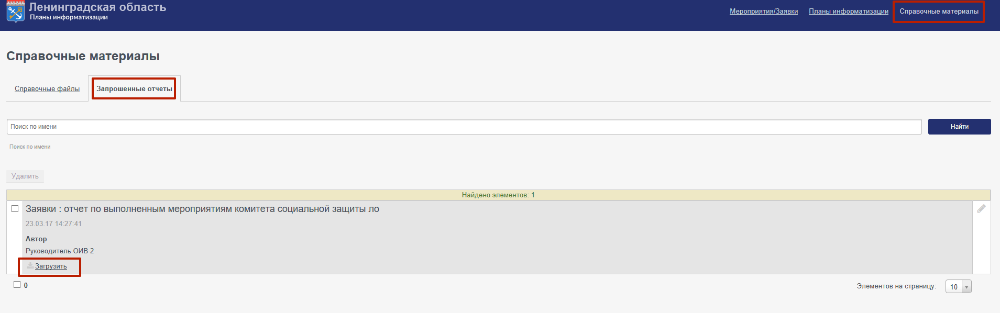 Ленинградская область
Планы информатизации
Мероприятия/Заявки Планы информатизации Справочные материалы
Справочные материалы
Справочные файлы Запрошенные отчеты
Поиск по имени Найти
Поиск по имени
Удалить
Найдено элементов: 1
Заявки : отчет по выполненным мероприятиям комитета социальной защиты ло
23.03.17 14:27:41
Автор
Руководитель ОИВ 2
Загрузить
0 Элементов на страницу: 10